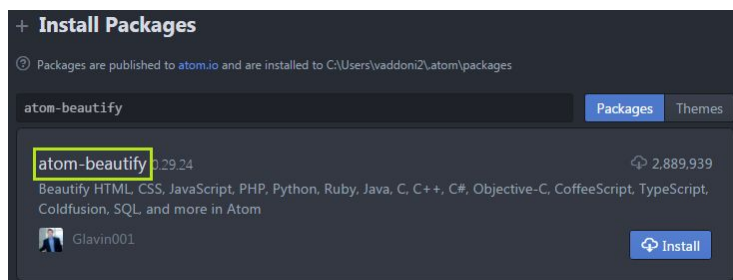 + Install Packages
? Packages are published to atom.io and are installed to C:\Users\vaddoni2\.atom\packages
atom-beautify Packages Themes
atom-beautify 0.29.24 2,889,939
Beautify HTML, CSS, JavaScript, PHP, Python, Ruby, Java, C, C++, C#, Objective-C, CoffeeScript, TypeScript,
Coldfusion, SQL, and more in Atom
Glavin001 Install